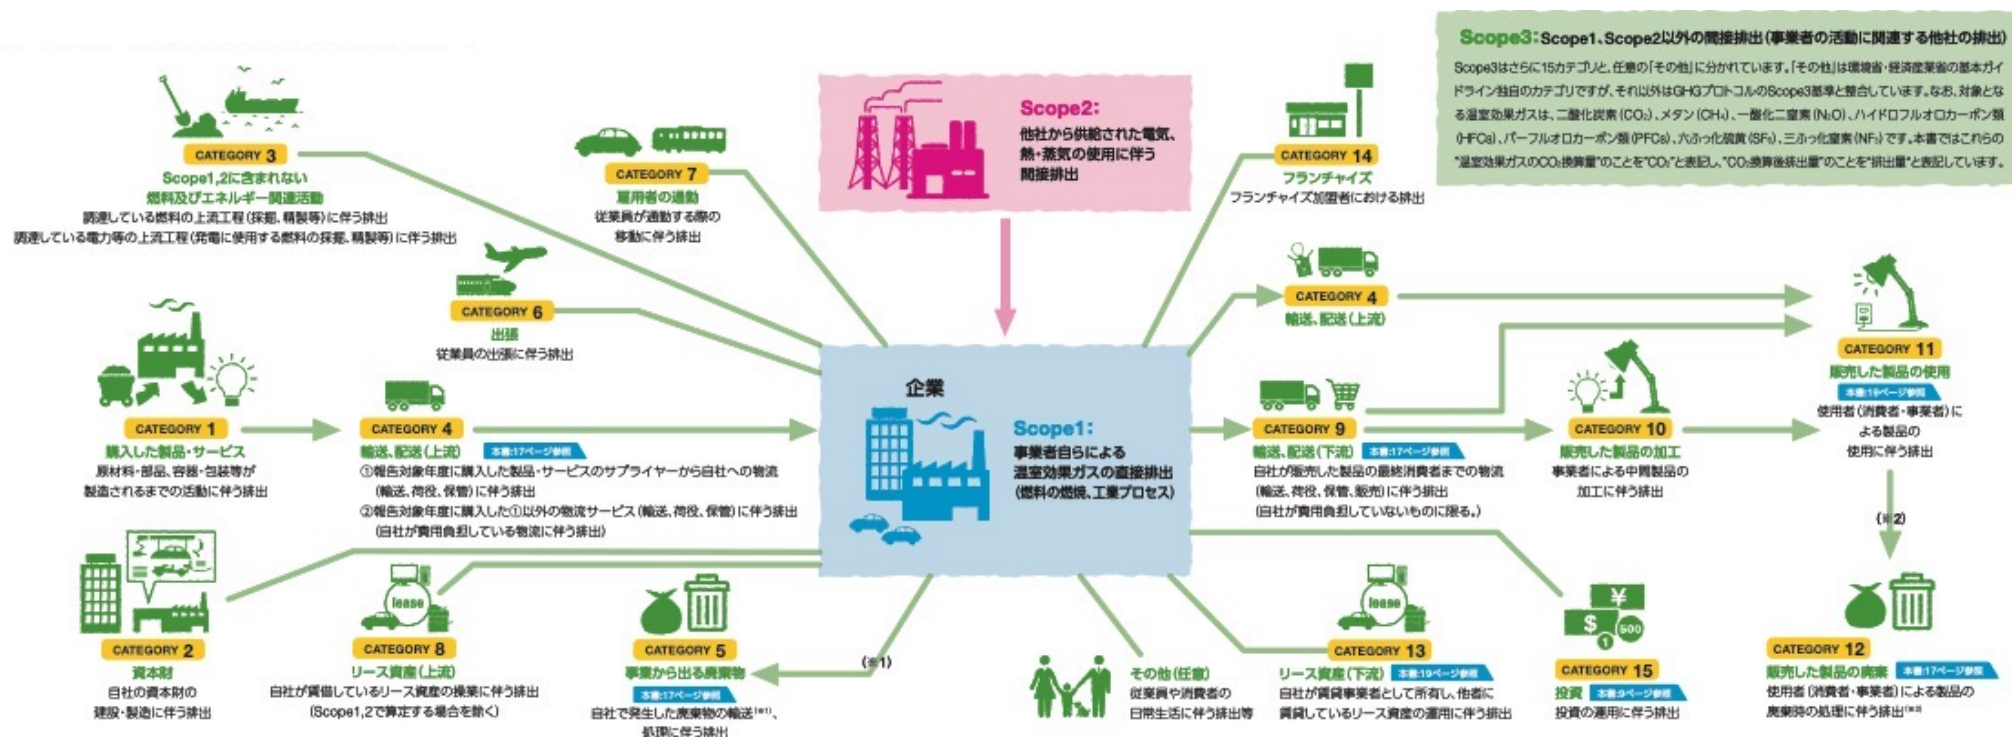 Scope3:Scope1、Scope2以外の間接排出(事業者の活動に関連する他社の排出)
Scope3はさらに15カテゴリと、任意の「その他」に分かれています。「その他」は環境省・経済産業省の基本ガイ
ドライン独自のカテゴリですが、それ以外はGHGプロトコルのScope3基準と整合しています。なお、対象とな
る温室効果ガスは、二酸化炭素(CO₂)、メタン(CH₄)、一酸化二窒素(N₂O)、ハイドロフルオロカーボン類
(HFCs)、パーフルオロカーボン類(PFCs)、六ふっ化硫黄(SF₆)、三ふっ化窒素(NF₃)です。本書ではこれらの
"温室効果ガスのCO₂換算量"のことを"CO₂"と表記し、"CO₂換算後排出量"のことを"排出量"と表記しています。
Scope2:
他社から供給された電気、
熱・蒸気の使用に伴う
間接排出
CATEGORY 3
Scope1,2に含まれない
燃料及びエネルギー関連活動
調達している燃料の上流工程(採掘、精製等)に伴う排出
調達している電力等の上流工程(発電に使用する燃料の採掘、精製等)に伴う排出
CATEGORY 7
雇用者の通勤
従業員が通勤する際の
移動に伴う排出
CATEGORY 14
フランチャイズ
フランチャイズ加盟者における排出
CATEGORY 6
出張
従業員の出張に伴う排出
CATEGORY 4
輸送、配送(上流)
CATEGORY 11
販売した製品の使用
本書:19ページ参照
使用者(消費者・事業者)に
よる製品の
使用に伴う排出
CATEGORY 1
購入した製品・サービス
原材料・部品、容器・包装等が
製造されるまでの活動に伴う排出
CATEGORY 4
輸送、配送(上流) 本書:17ページ参照
①報告対象年度に購入した製品・サービスのサプライヤーから自社への物流
(輸送、荷役、保管)に伴う排出
②報告対象年度に購入した①以外の物流サービス(輸送、荷役、保管)に伴う排出
(自社が費用負担している物流に伴う排出)
企業
Scope1:
事業者自らによる
温室効果ガスの直接排出
(燃料の燃焼、工業プロセス)
CATEGORY 9
輸送、配送(下流) 本書:17ページ参照
自社が販売した製品の最終消費者までの物流
(輸送、荷役、保管、販売)に伴う排出
(自社が費用負担していないものに限る。)
CATEGORY 10
販売した製品の加工
事業者による中間製品の
加工に伴う排出
(※2)
CATEGORY 2
資本財
自社の資本財の
建設・製造に伴う排出
lease
CATEGORY 8
リース資産(上流)
自社が賃借しているリース資産の操業に伴う排出
(Scope1,2で算定する場合を除く)
CATEGORY 5
事業から出る廃棄物
本書:17ページ参照
自社で発生した廃棄物の輸送(※1)、
処理に伴う排出
(※1)
その他(任意)
従業員や消費者の
日常生活に伴う排出等
lease
CATEGORY 13
リース資産(下流) 本書:19ページ参照
自社が賃貸事業者として所有し、他者に
賃貸しているリース資産の運用に伴う排出
¥
$
1
500
CATEGORY 15
投資 本書:9ページ参照
投資の運用に伴う排出
CATEGORY 12
販売した製品の廃棄 本書:17ページ参照
使用者(消費者・事業者)による製品の
廃棄時の処理に伴う排出(※2)